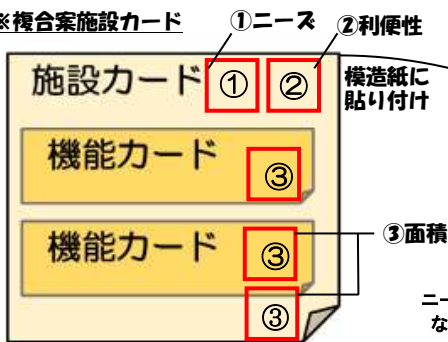 ※複合案施設カード
①ニーズ
②利便性
施設カード ① ②
模造紙に
貼り付け
機能カード
③
機能カード
③
③面積
③
ニー
な